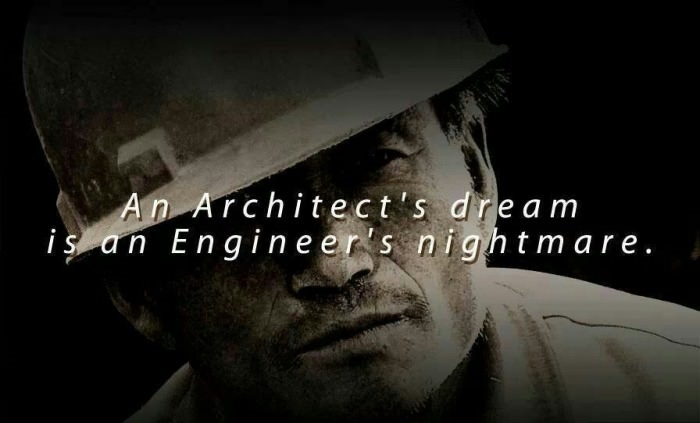 An Architect's dream
is an Engineer's nightmare.